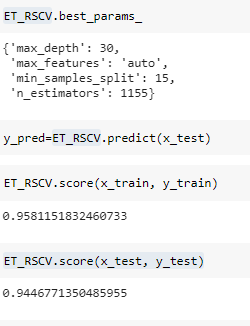 ET_RSCV.best_params_
{'max_depth': 30,
'max_features': 'auto',
'min_samples_split': 15,
'n_estimators': 1155}
y_pred=ET_RSCV.predict(x_test)
ET_RSCV.score(x_train, y_train)
0.9581151832460733
ET_RSCV.score(x_test, y_test)
0.9446771350485955